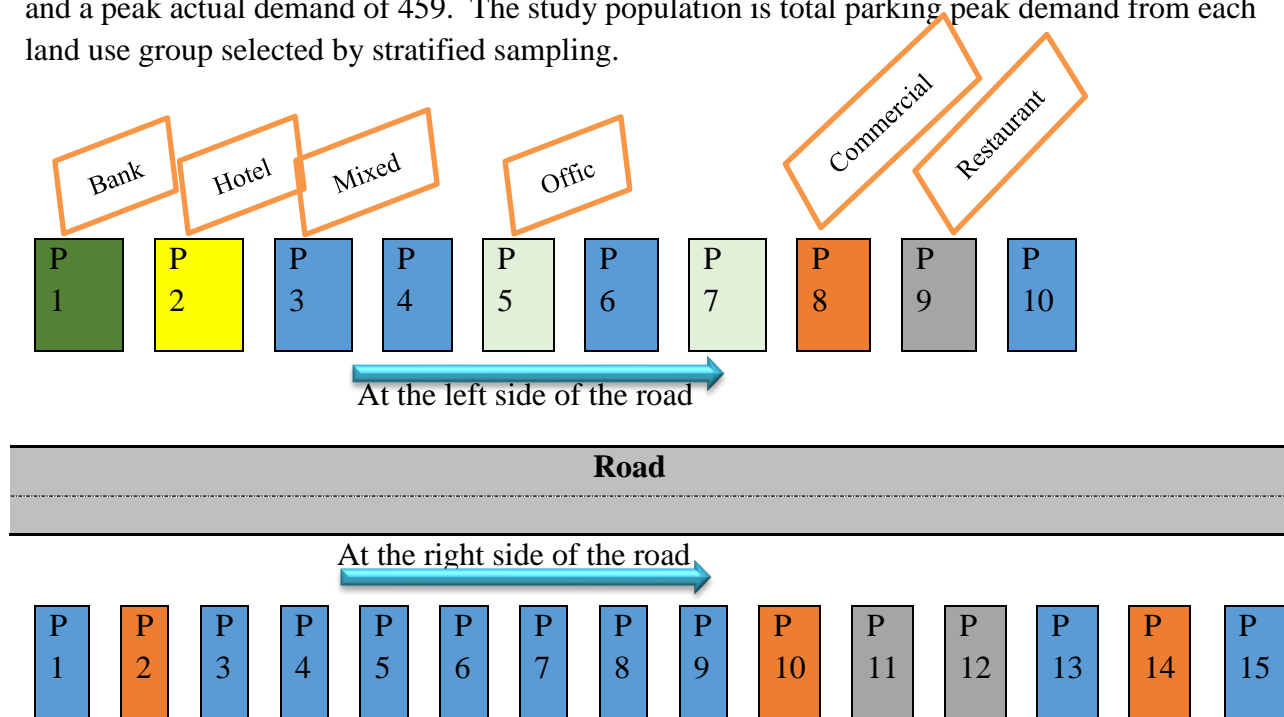 and a peak actual demand of 459. The study population is total parking peak demand from each
land use group selected by stratified sampling.
Bank
Hotel
Mixed
Offic
Commercial
Restaurant
P P P P P P P P P P
1 2 3 4 5 6 7 8 9 10
At the left side of the road
Road
At the right side of the road
P P P P P P P P P P P P P P P
1 2 3 4 5 6 7 8 9 10 11 12 13 14 15